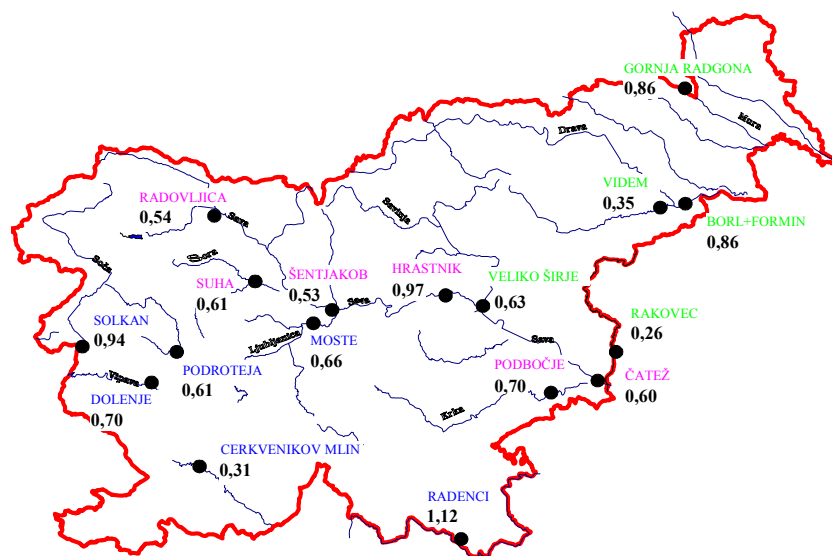 GORNJA RADGONA
0,86
Mura
Drava
VIDEM
0,35
BORL+FORMIN
0,86
RADOVLJICA
0,54
Sava
Savinja
Sora
Soča
SUHA
0,61
ŠENTJAKOB
0,53
HRASTNIK
0,97
VELIKO ŠIRJE
0,63
Sava
SOLKAN
0,94
Ljubljanica
MOSTE
0,66
RAKOVEC
0,26
Sava
PODROTEJA
0,61
PODBOČJE
0,70
ČATEŽ
0,60
Vipava
DOLENJE
0,70
Krka
CERKVENIKOV MLIN
0,31
RADENCI
1,12